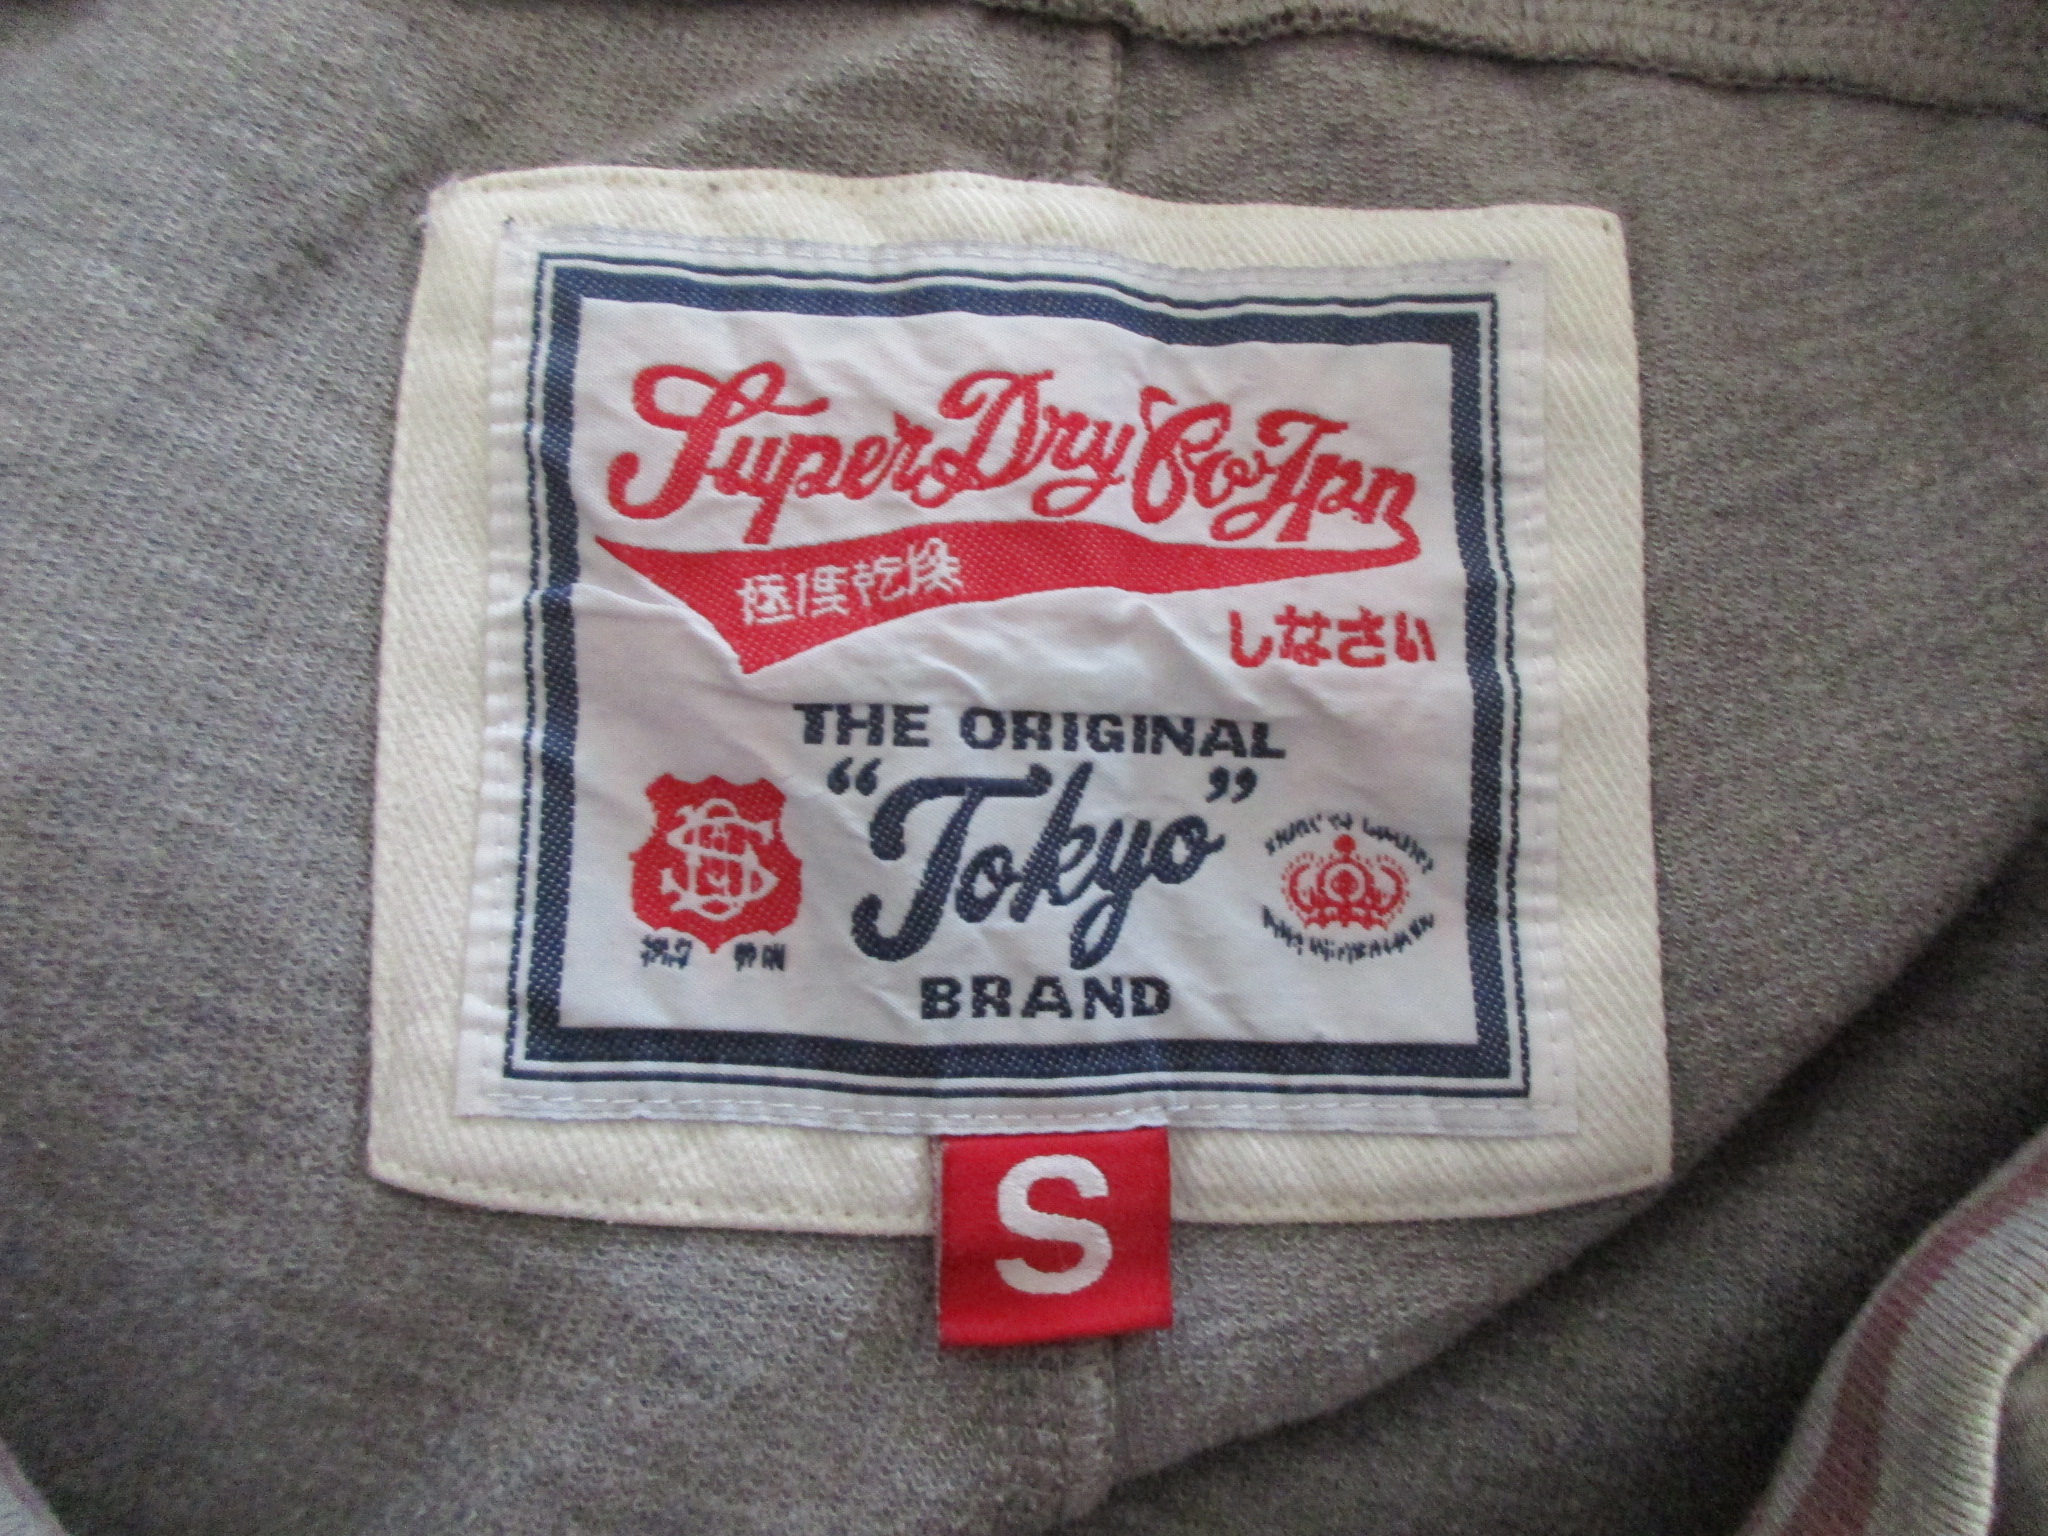 SuperDry Co. Jpn
極度乾燥
しなさい
THE ORIGINAL
"Tokyo"
BRAND
S